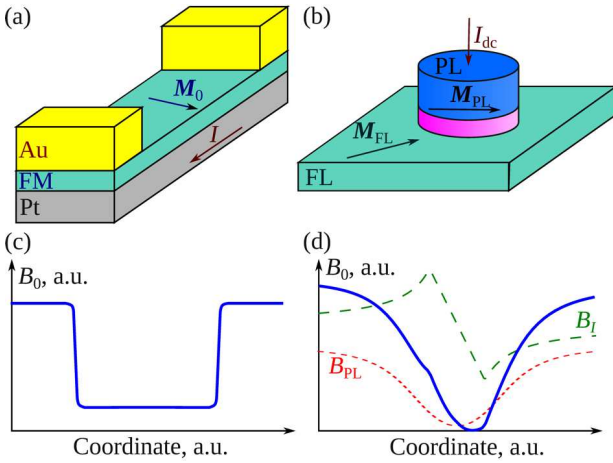 (a)
M0
I
Au
FM
Pt
(b)
Idc
PL
MPL
MFL
FL
(c)
B0, a.u.
Coordinate, a.u.
(d)
B0, a.u.
BI
BPL
Coordinate, a.u.